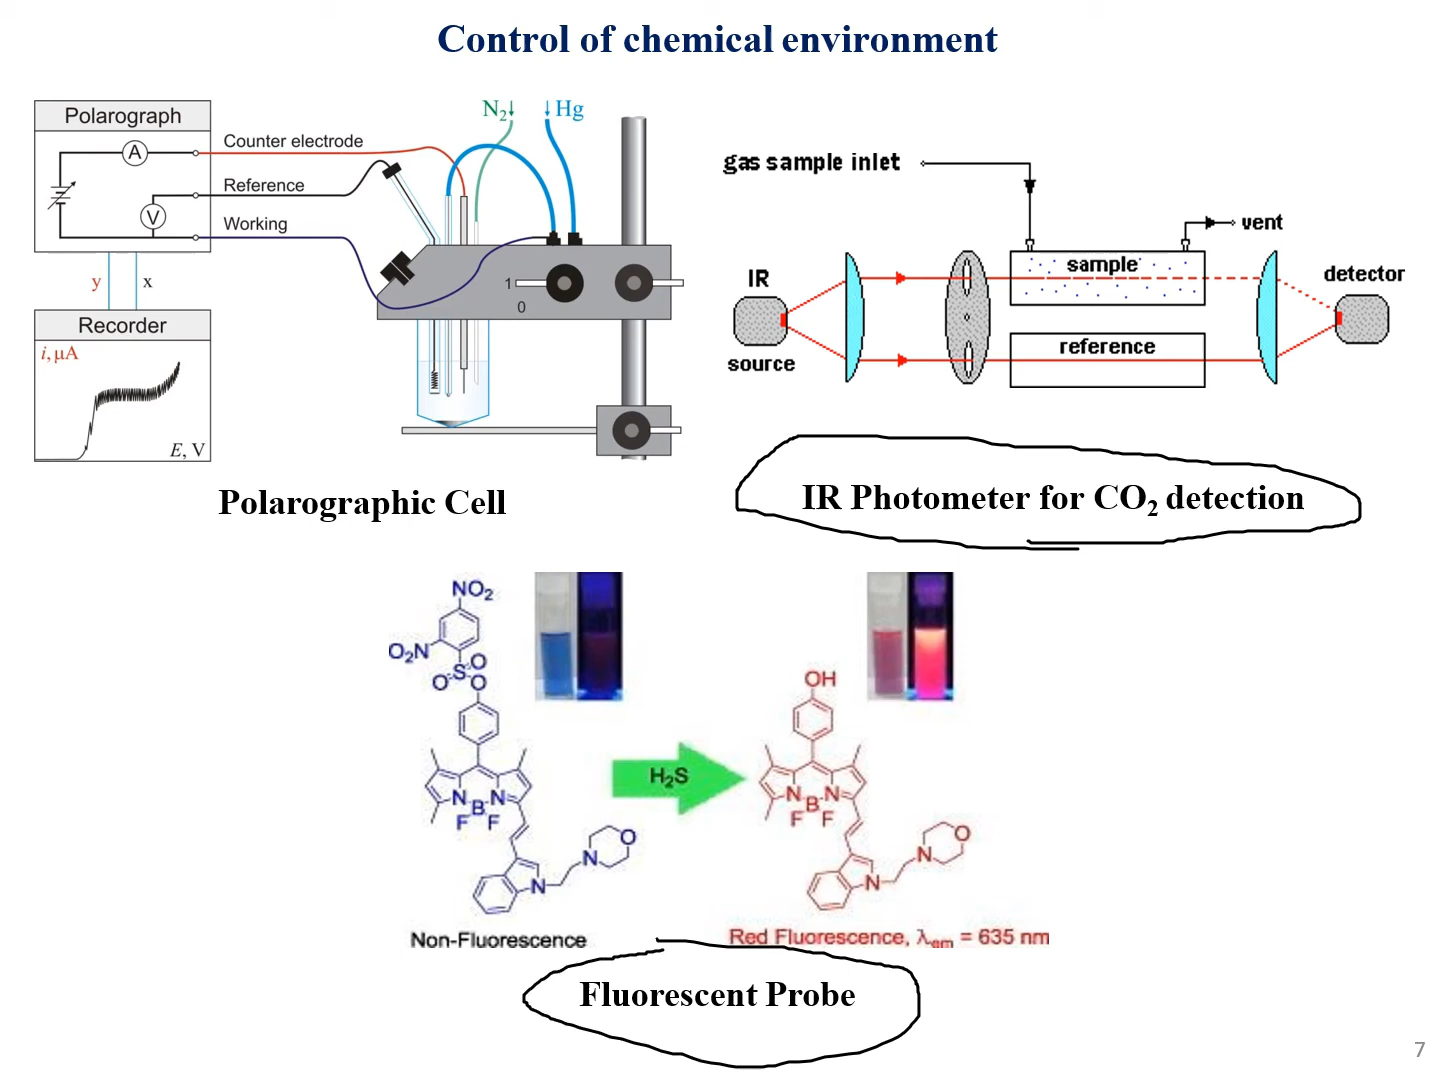 Control of chemical environment
Polarograph
A
V
Counter electrode
Reference
Working
N2↓
↓Hg
y
x
Recorder
i, µA
E, V
1
0
Polarographic Cell
gas sample inlet
vent
IR
source
sample
reference
detector
IR Photometer for CO2 detection
NO2
O2N
S
O
O
O
N
B
N
F
F
N
N
O
Non-Fluorescence
H2S
OH
N
B
N
F
F
N
N
O
Red Fluorescence, λem = 635 nm
Fluorescent Probe
7